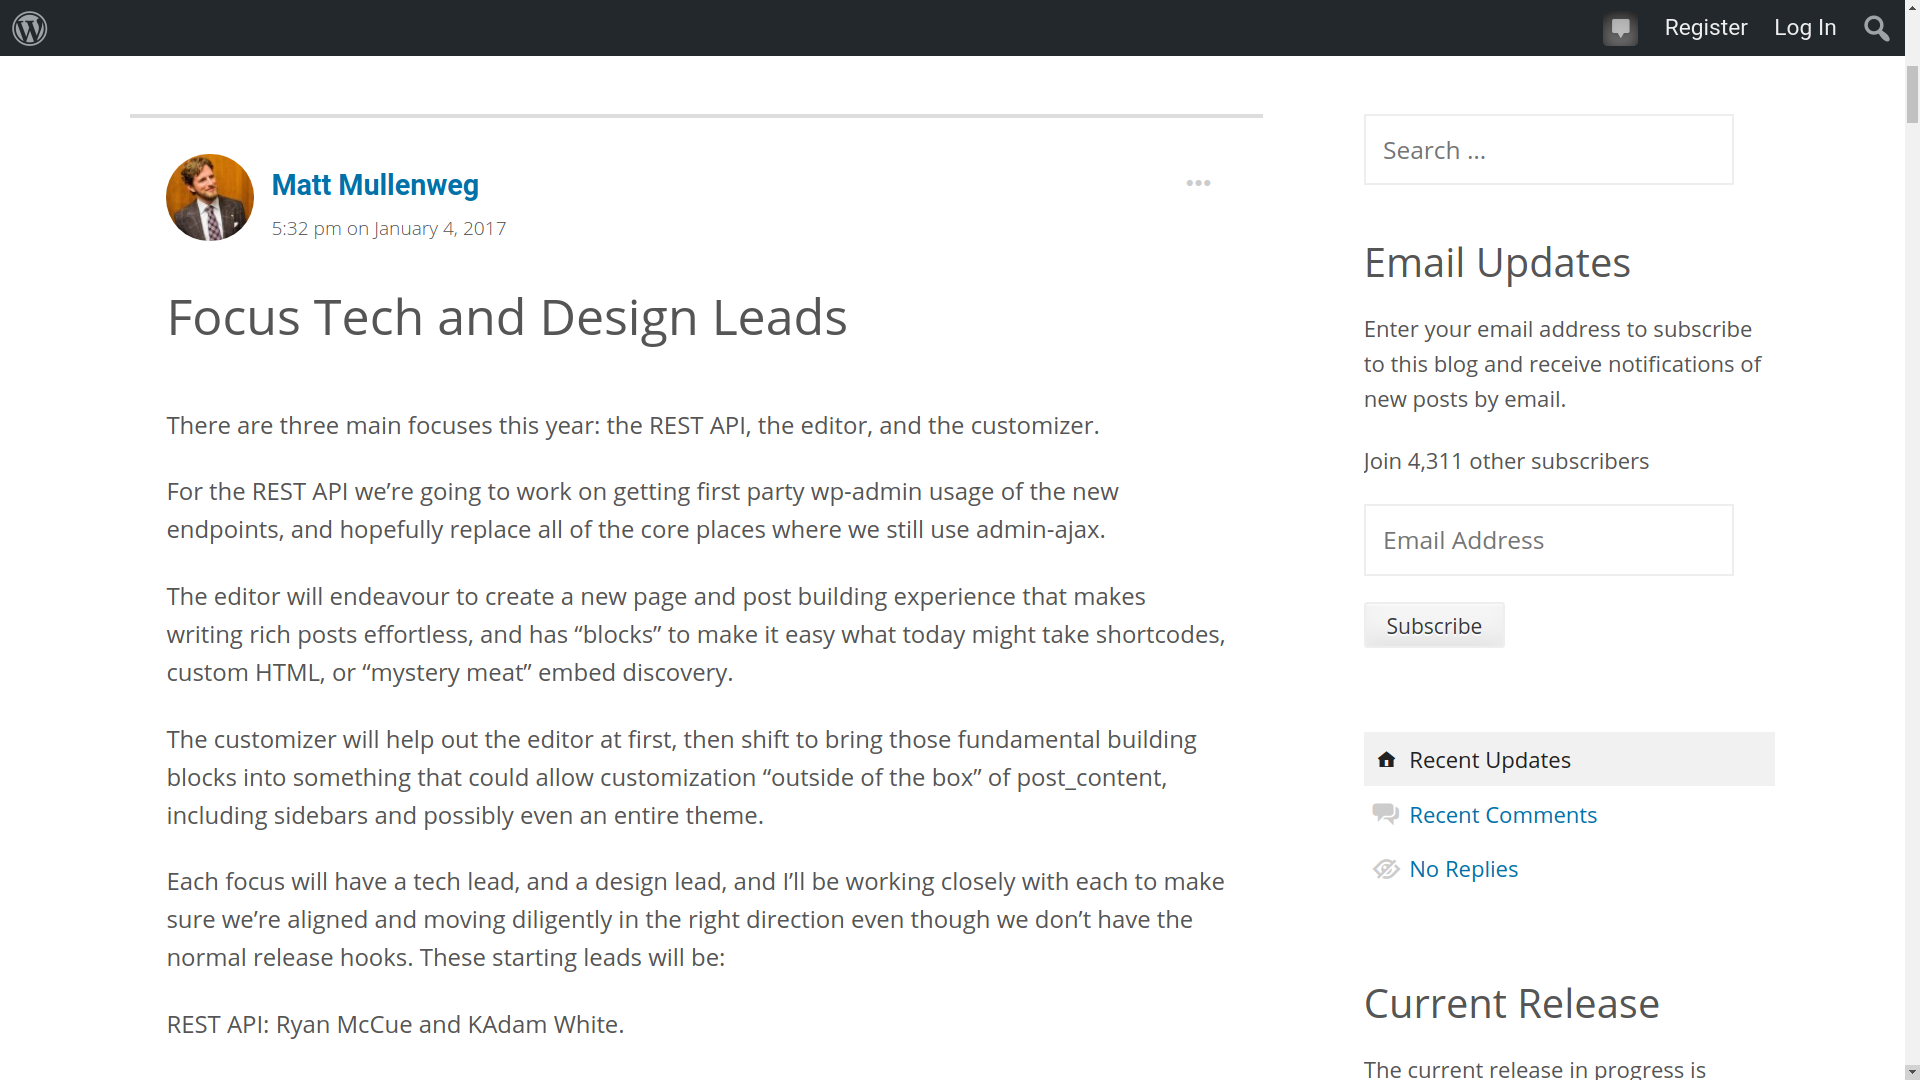 Register
Log In
Matt Mullenweg
5:32 pm on January 4, 2017
Focus Tech and Design Leads
There are three main focuses this year: the REST API, the editor, and the customizer.
For the REST API we’re going to work on getting first party wp-admin usage of the new
endpoints, and hopefully replace all of the core places where we still use admin-ajax.
The editor will endeavour to create a new page and post building experience that makes
writing rich posts effortless, and has “blocks” to make it easy what today might take shortcodes,
custom HTML, or “mystery meat” embed discovery.
The customizer will help out the editor at first, then shift to bring those fundamental building
blocks into something that could allow customization “outside of the box” of post_content,
including sidebars and possibly even an entire theme.
Each focus will have a tech lead, and a design lead, and I’ll be working closely with each to make
sure we’re aligned and moving diligently in the right direction even though we don’t have the
normal release hooks. These starting leads will be:
REST API: Ryan McCue and KAdam White.
Search …
Email Updates
Enter your email address to subscribe
to this blog and receive notifications of
new posts by email.
Join 4,311 other subscribers
Email Address
Subscribe
Recent Updates
Recent Comments
No Replies
Current Release
The current release in progress is